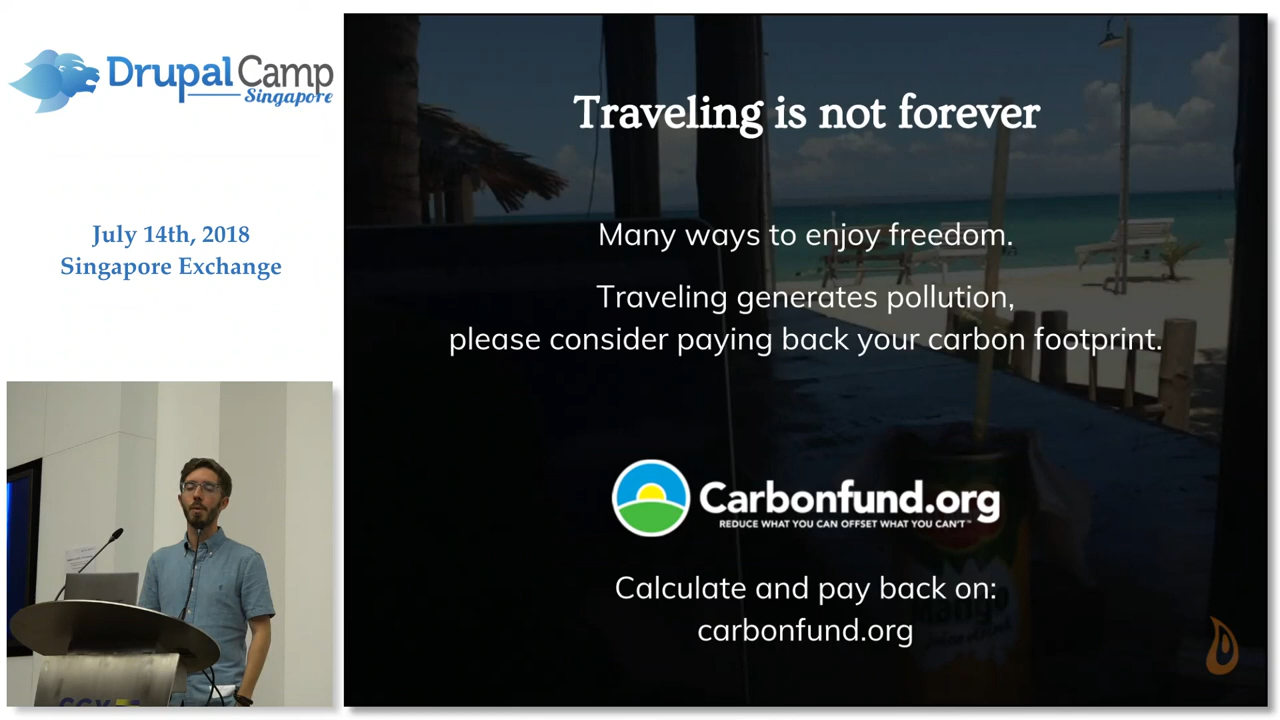 DrupalCamp
Singapore
July 14th, 2018
Singapore Exchange
Traveling is not forever
Many ways to enjoy freedom.
Traveling generates pollution,
please consider paying back your carbon footprint.
Carbonfund.org
REDUCE WHAT YOU CAN OFFSET WHAT YOU CAN'T™
Calculate and pay back on:
carbonfund.org
Mango